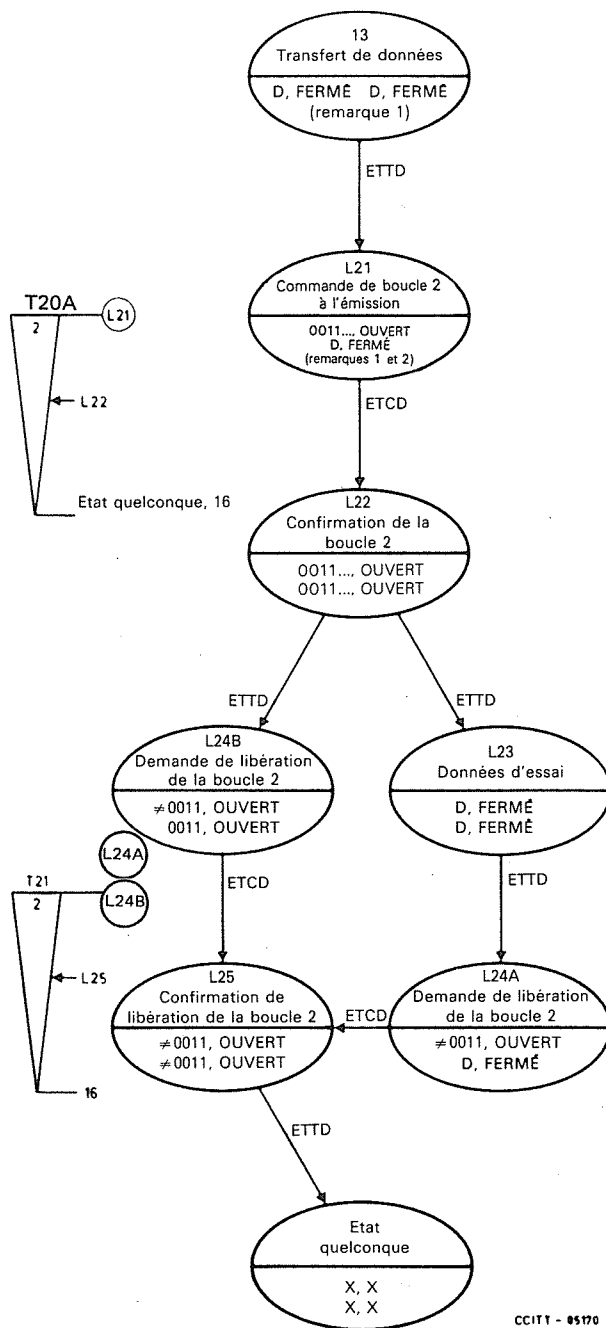 13
Transfert de données
D, FERMÉ D, FERMÉ
(remarque 1)
ETTD
L21
Commande de boucle 2
à l'émission
0011..., OUVERT
D, FERMÉ
(remarques 1 et 2)
T20A
L21
2
L22
Etat quelconque, 16
ETCD
L22
Confirmation de la
boucle 2
0011..., OUVERT
0011..., OUVERT
ETTD
ETTD
L24B
Demande de libération
de la boucle 2
≠0011, OUVERT
0011, OUVERT
L23
Données d'essai
D, FERMÉ
D, FERMÉ
L24A
T21
L24B
2
L25
16
ETCD
ETTD
L25
Confirmation de
libération de la boucle 2
≠0011, OUVERT
≠0011, OUVERT
ETCD
L24A
Demande de libération
de la boucle 2
≠0011, OUVERT
D, FERMÉ
ETTD
Etat
quelconque
X, X
X, X
CCITT - 85170